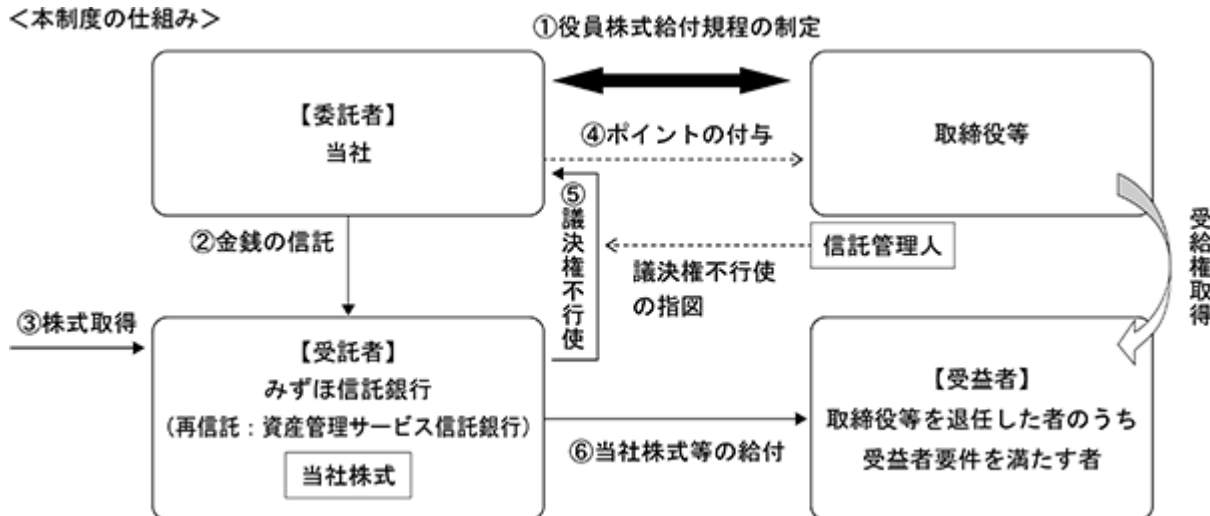 ＜本制度の仕組み＞
①役員株式給付規程の制定
【委託者】
当社
④ポイントの付与
取締役等
②金銭の信託
⑤議決権不行使
信託管理人
議決権不行使
の指図
受給権取得
③株式取得
【受託者】
みずほ信託銀行
（再信託：資産管理サービス信託銀行）
当社株式
⑥当社株式等の給付
【受益者】
取締役等を退任した者のうち
受益者要件を満たす者